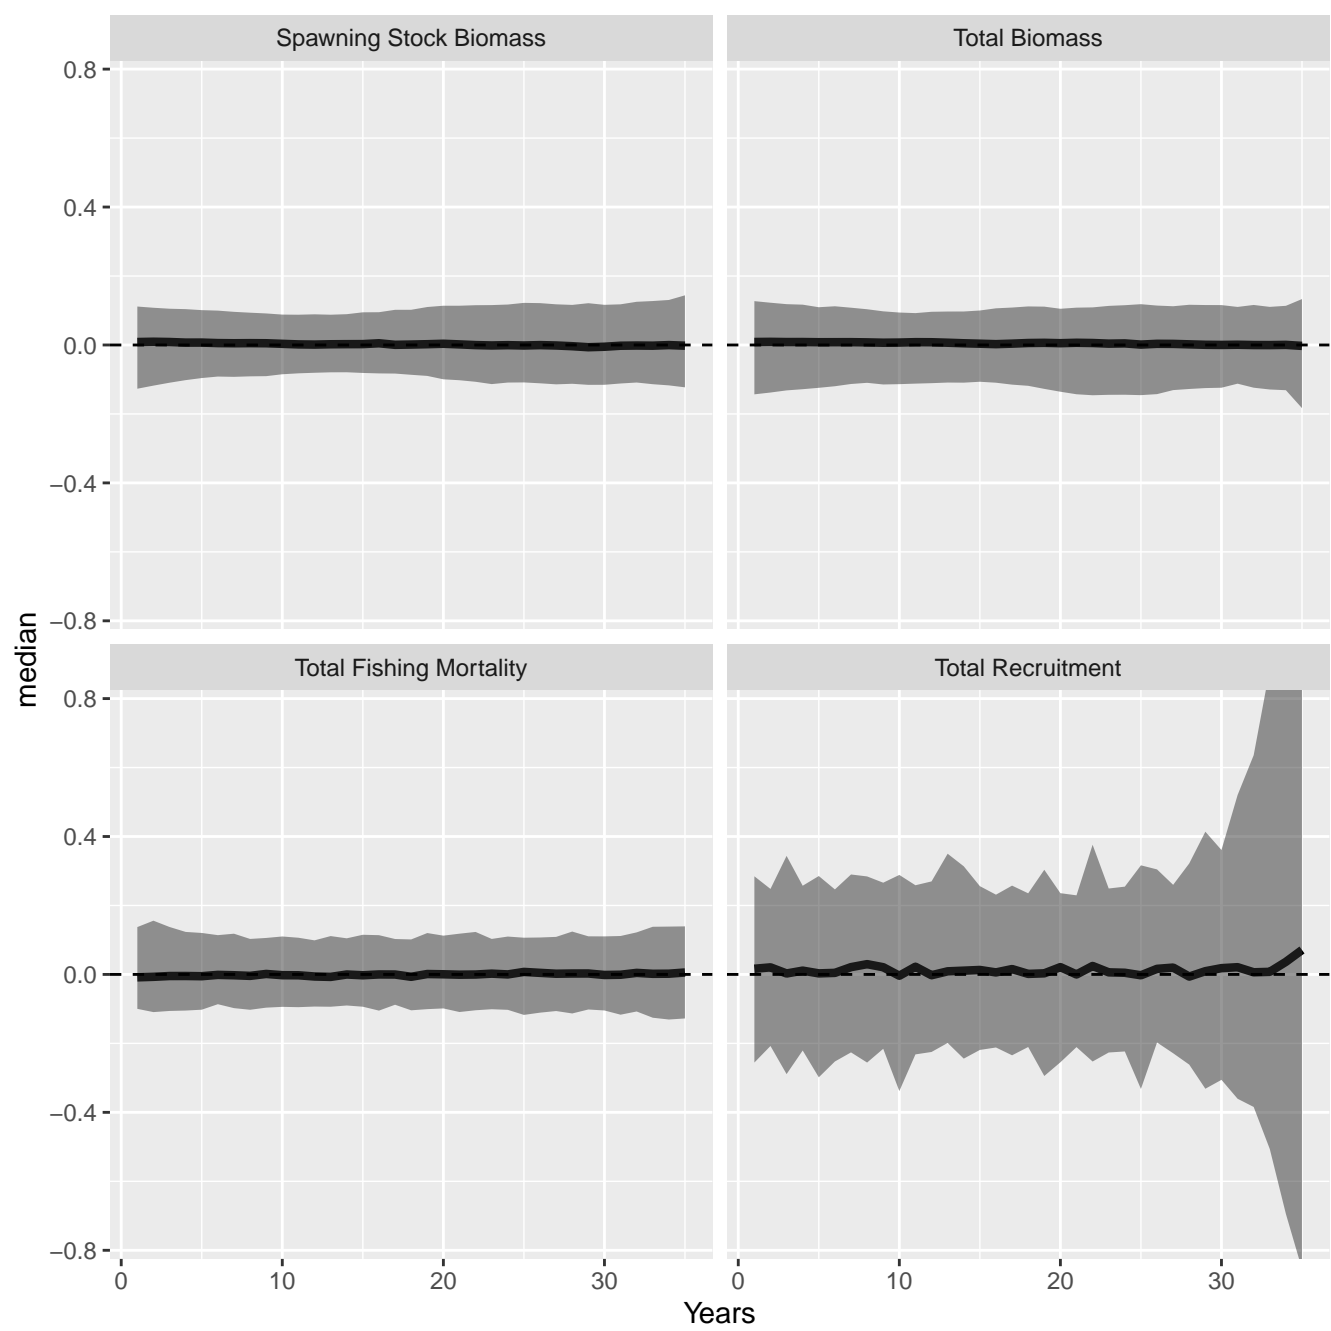 Spawning Stock Biomass
Total Biomass
0.8
0.4
0.0
−0.4
−0.8
Total Fishing Mortality
Total Recruitment
0.8
0.4
0.0
−0.4
−0.8
0 10 20 30
0 10 20 30
Years
median